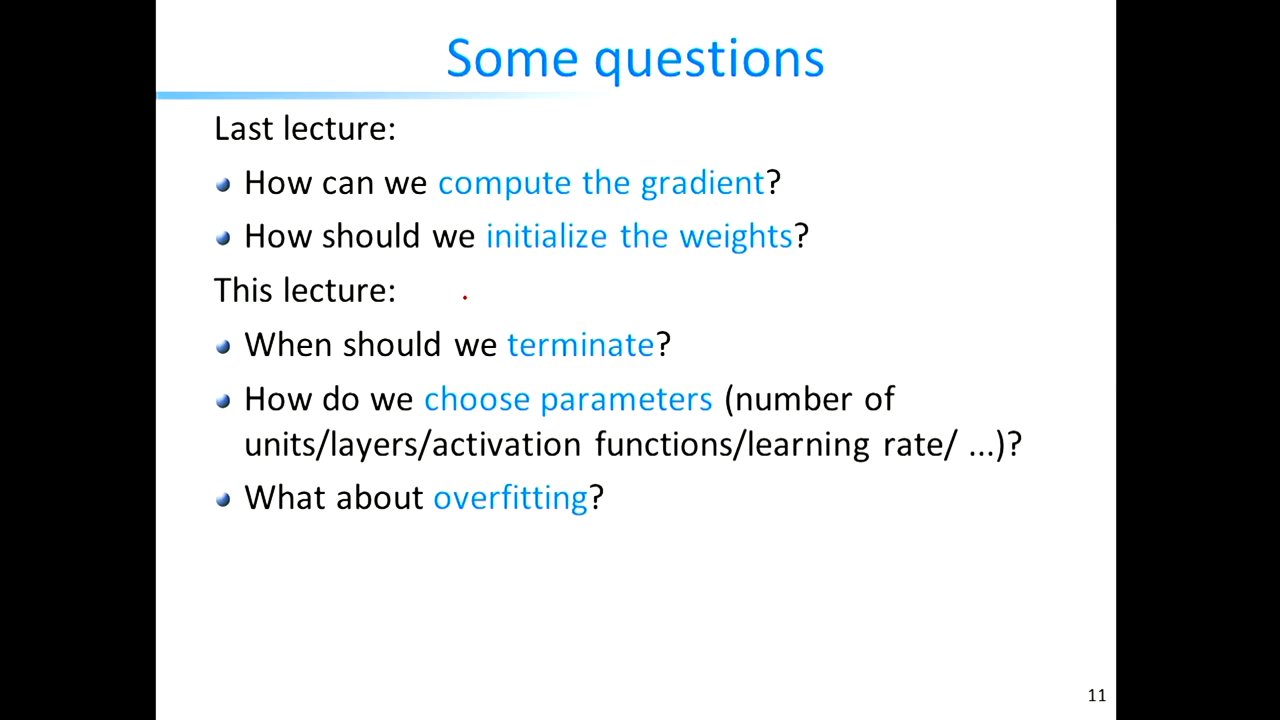 Some questions
Last lecture:
How can we compute the gradient?
How should we initialize the weights?
This lecture:
When should we terminate?
How do we choose parameters (number of
units/layers/activation functions/learning rate/ ...)?
What about overfitting?
11